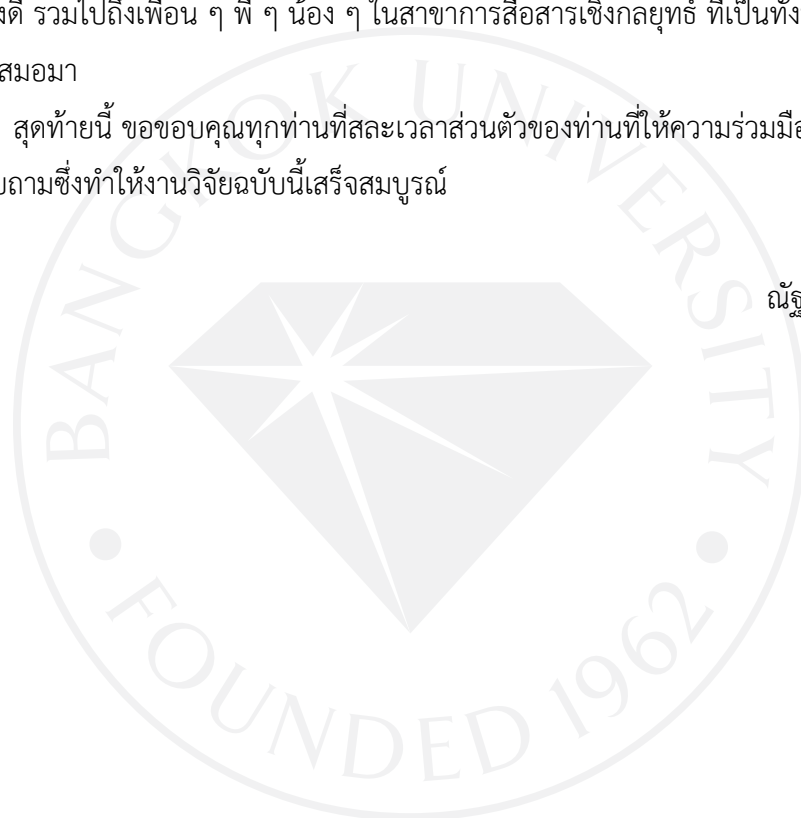 งดี รวมไปถึงเพื่อน ๆ พี่ ๆ น้อง ๆ ในสาขาการสื่อสารเชิงกลยุทธ์ ที่เป็นทั้ง
สมอมา
สุดท้ายนี้ ขอขอบคุณทุกท่านที่สละเวลาส่วนตัวของท่านที่ให้ความร่วมมือ
บถามซึ่งทำให้งานวิจัยฉบับนี้เสร็จสมบูรณ์
ณัฐ
BANGKOK UNIVERSITY
FOUNDED 1962